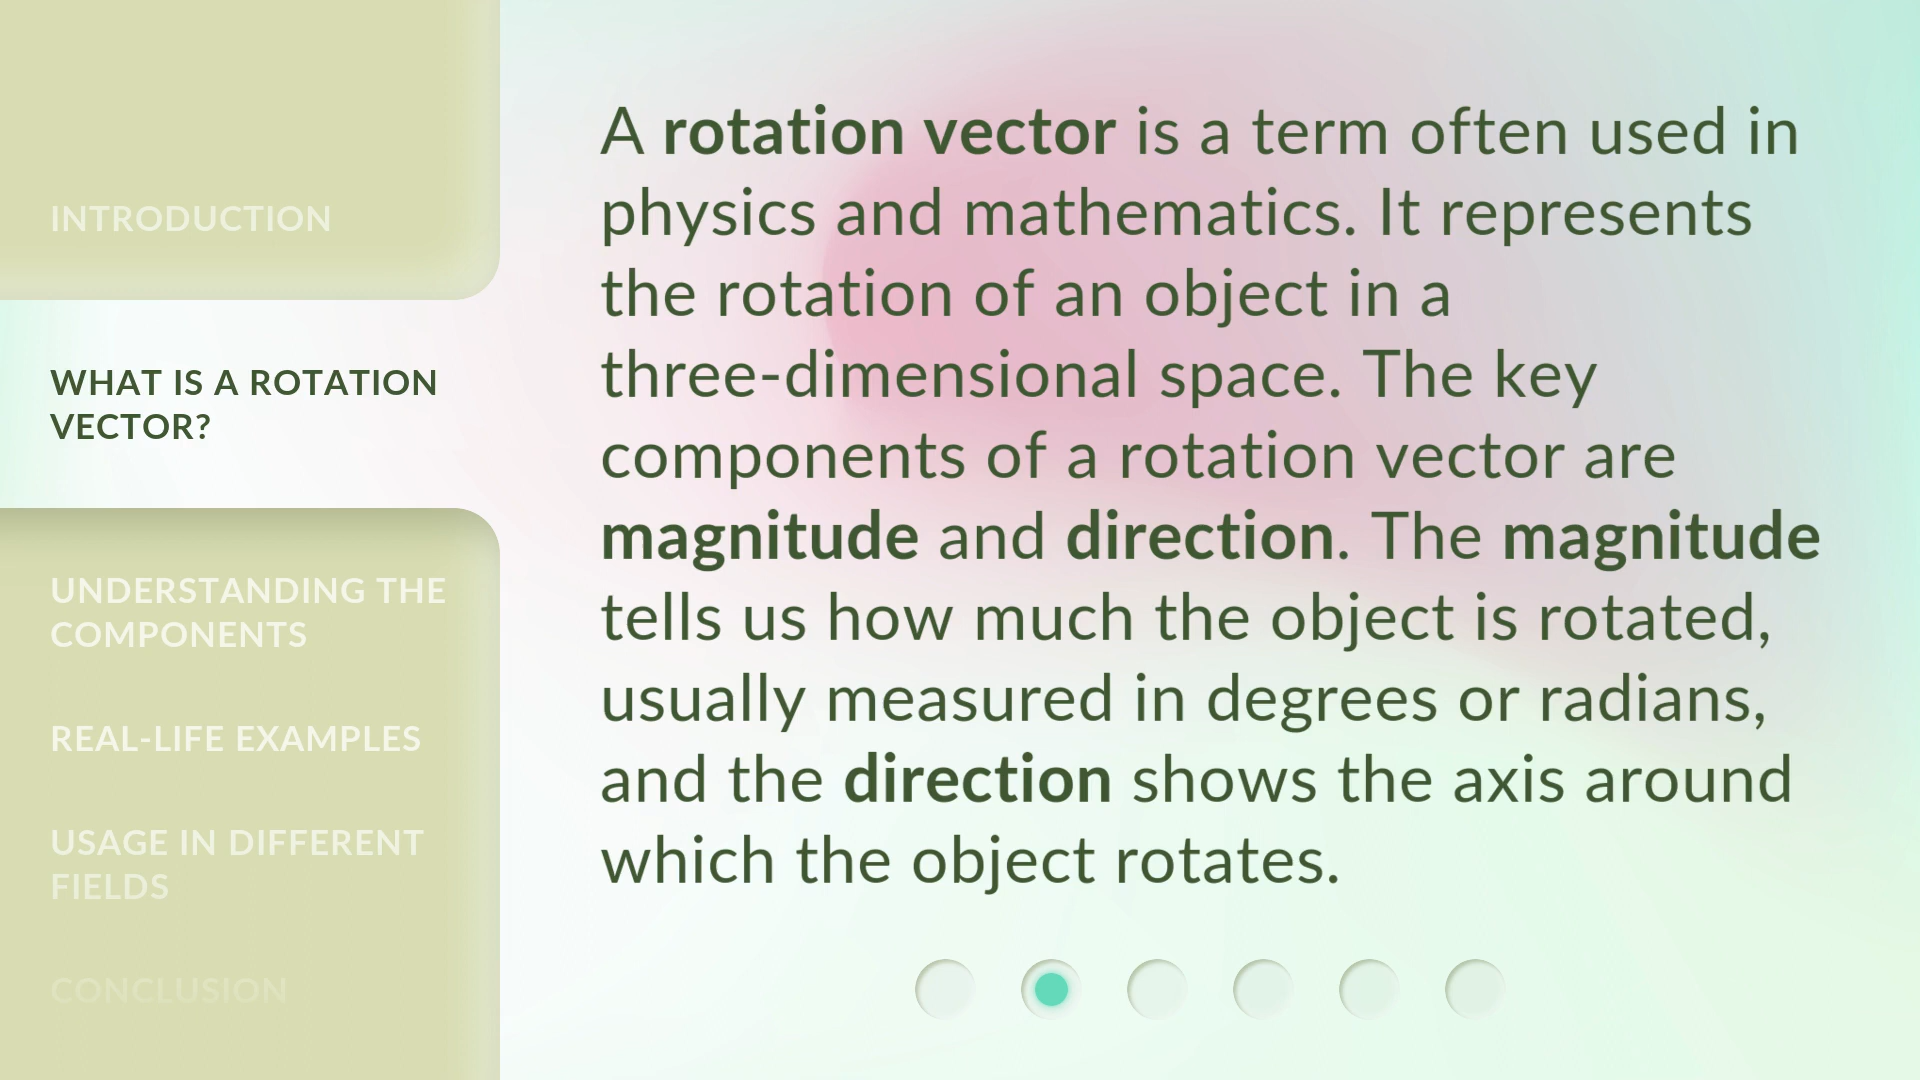 INTRODUCTION
WHAT IS A ROTATION
VECTOR?
UNDERSTANDING THE
COMPONENTS
REAL-LIFE EXAMPLES
USAGE IN DIFFERENT
FIELDS
CONCLUSION
A rotation vector is a term often used in
physics and mathematics. It represents
the rotation of an object in a
three-dimensional space. The key
components of a rotation vector are
magnitude and direction. The magnitude
tells us how much the object is rotated,
usually measured in degrees or radians,
and the direction shows the axis around
which the object rotates.